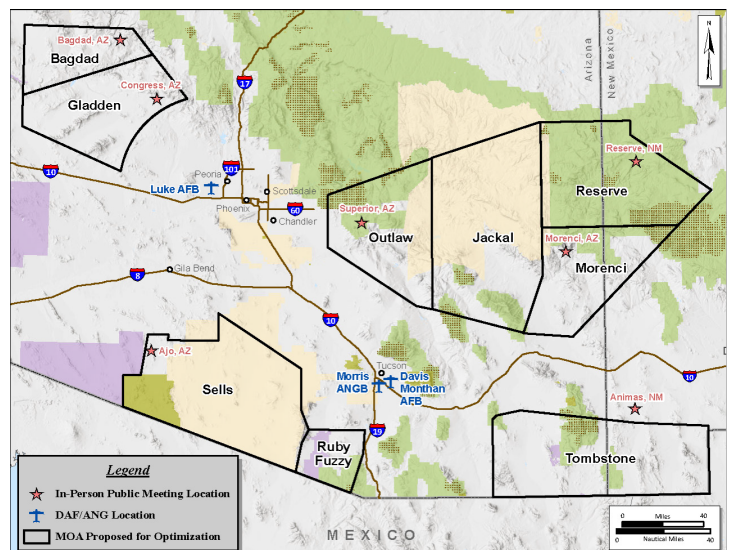 Bagdad, AZ
Bagdad
Congress, AZ
Gladden
17
N
Arizona
New Mexico
10
Peoria
101
Luke AFB
Scottsdale
Phoenix
60
Chandler
Superior, AZ
Outlaw
Jackal
Reserve, NM
Reserve
Morenci, AZ
Morenci
8
Gila Bend
10
Ajo, AZ
Sells
Tucson
Morris
ANGB
Davis
Monthan
AFB
10
Animas, NM
19
Ruby
Fuzzy
Tombstone
Legend
In-Person Public Meeting Location
DAF/ANG Location
MOA Proposed for Optimization
MEXICO
0 Miles 40
0 Nautical Miles 40